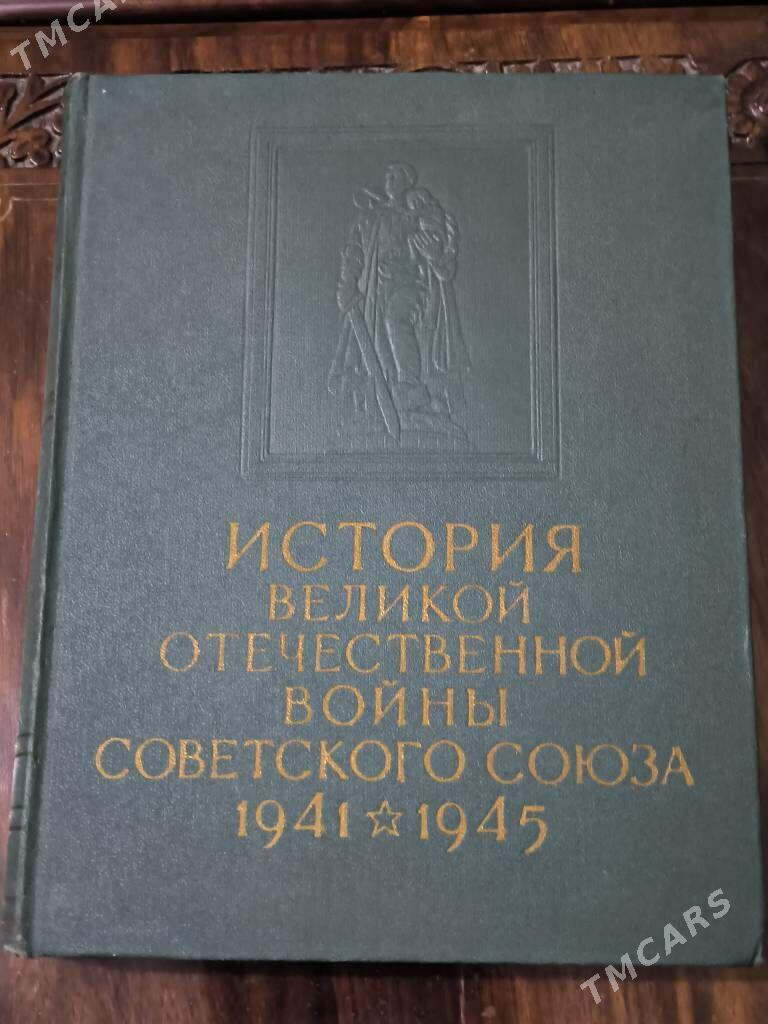 TMCARS
ИСТОРИЯ
ВЕЛИКОЙ
ОТЕЧЕСТВЕННОЙ
ВОЙНЫ
СОВЕТСКОГО СОЮЗА
1941 ☆ 1945
TMCARS